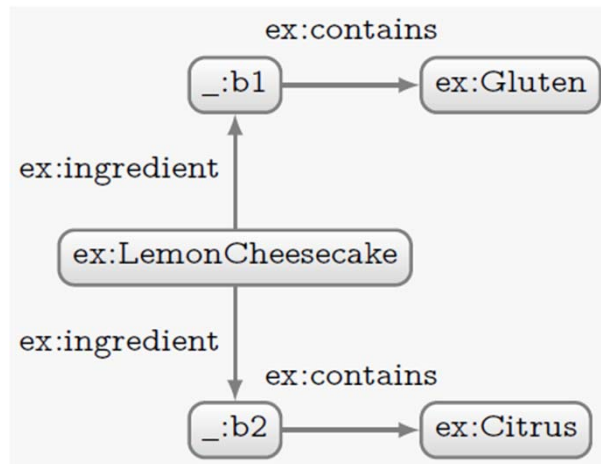 ex:contains
_:b1 ex:Gluten
ex:ingredient
ex:LemonCheesecake
ex:ingredient
ex:contains
_:b2 ex:Citrus